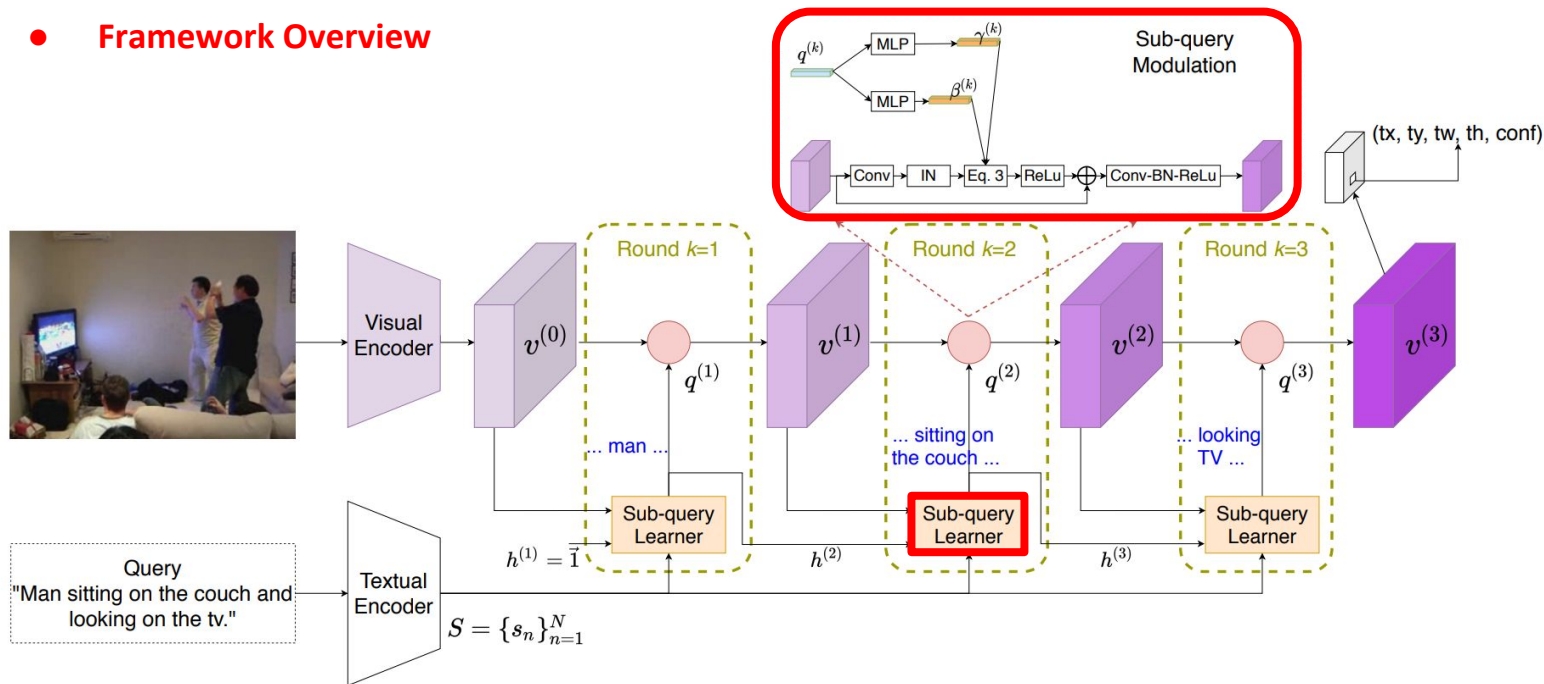 ● Framework Overview
Sub-query
Modulation
q^{(k)}
MLP
γ^{(k)}
MLP
β^{(k)}
Conv
IN
Eq. 3
ReLu
⊕
Conv-BN-ReLu
(tx, ty, tw, th, conf)
Round k=1
Round k=2
Round k=3
Visual
Encoder
v^{(0)}
v^{(1)}
v^{(2)}
v^{(3)}
q^{(1)}
q^{(2)}
q^{(3)}
... man ...
... sitting on
the couch ...
... looking
TV ...
Sub-query
Learner
Sub-query
Learner
Sub-query
Learner
h^{(1)} = \vec{1}
h^{(2)}
h^{(3)}
Query
"Man sitting on the couch and
looking on the tv."
Textual
Encoder
S = \{s_n\}_{n=1}^{N}